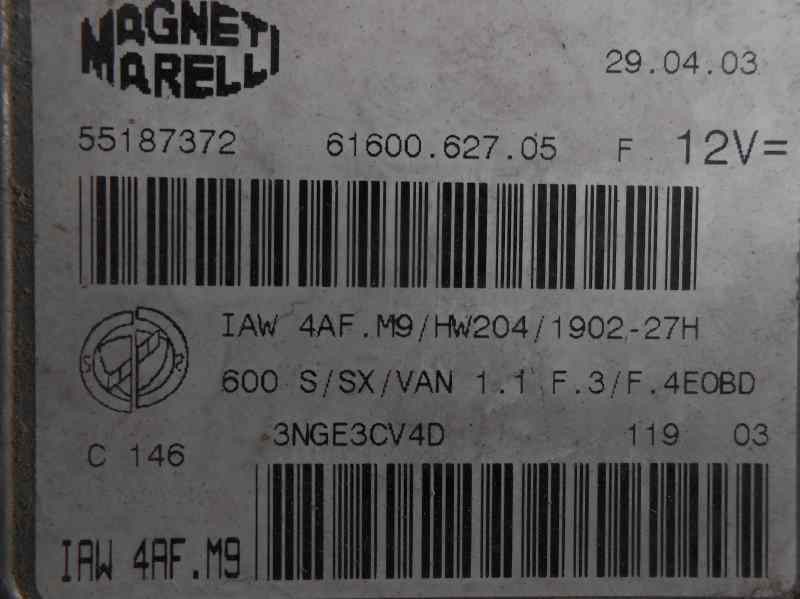 MAGNETI
MARELLI
29.04.03
55187372 61600.627.05 F 12V=
IAW 4AF.M9/HW204/1902-27H
S R
600 S/SX/VAN 1.1 F.3/F.4EOBD
3NGE3CV4D 119 03
C 146
IAW 4AF.M9